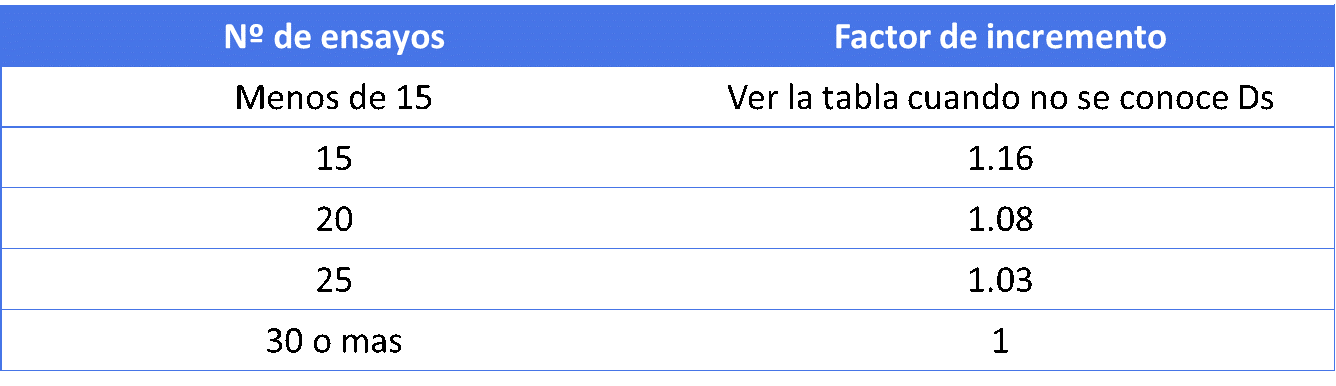 Nº de ensayos Factor de incremento
Menos de 15 Ver la tabla cuando no se conoce Ds
15 1.16
20 1.08
25 1.03
30 o mas 1